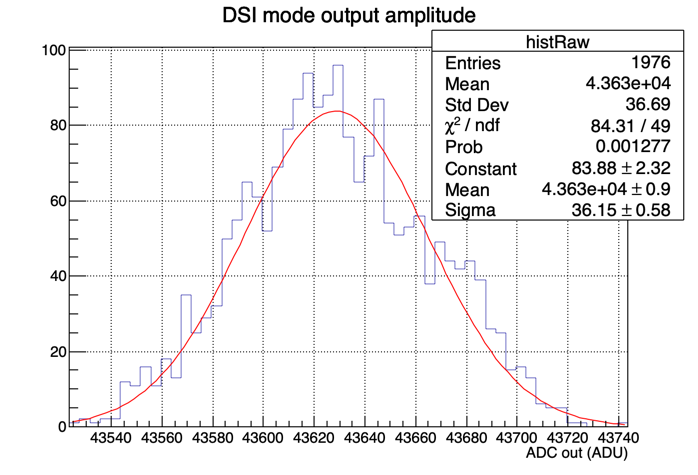 DSI mode output amplitude
histRaw
Entries 1976
Mean 4.363e+04
Std Dev 36.69
χ² / ndf 84.31 / 49
Prob 0.001277
Constant 83.88 ± 2.32
Mean 4.363e+04 ± 0.9
Sigma 36.15 ± 0.58
100
80
60
40
20
0
43540 43560 43580 43600 43620 43640 43660 43680 43700 43720 43740
ADC out (ADU)